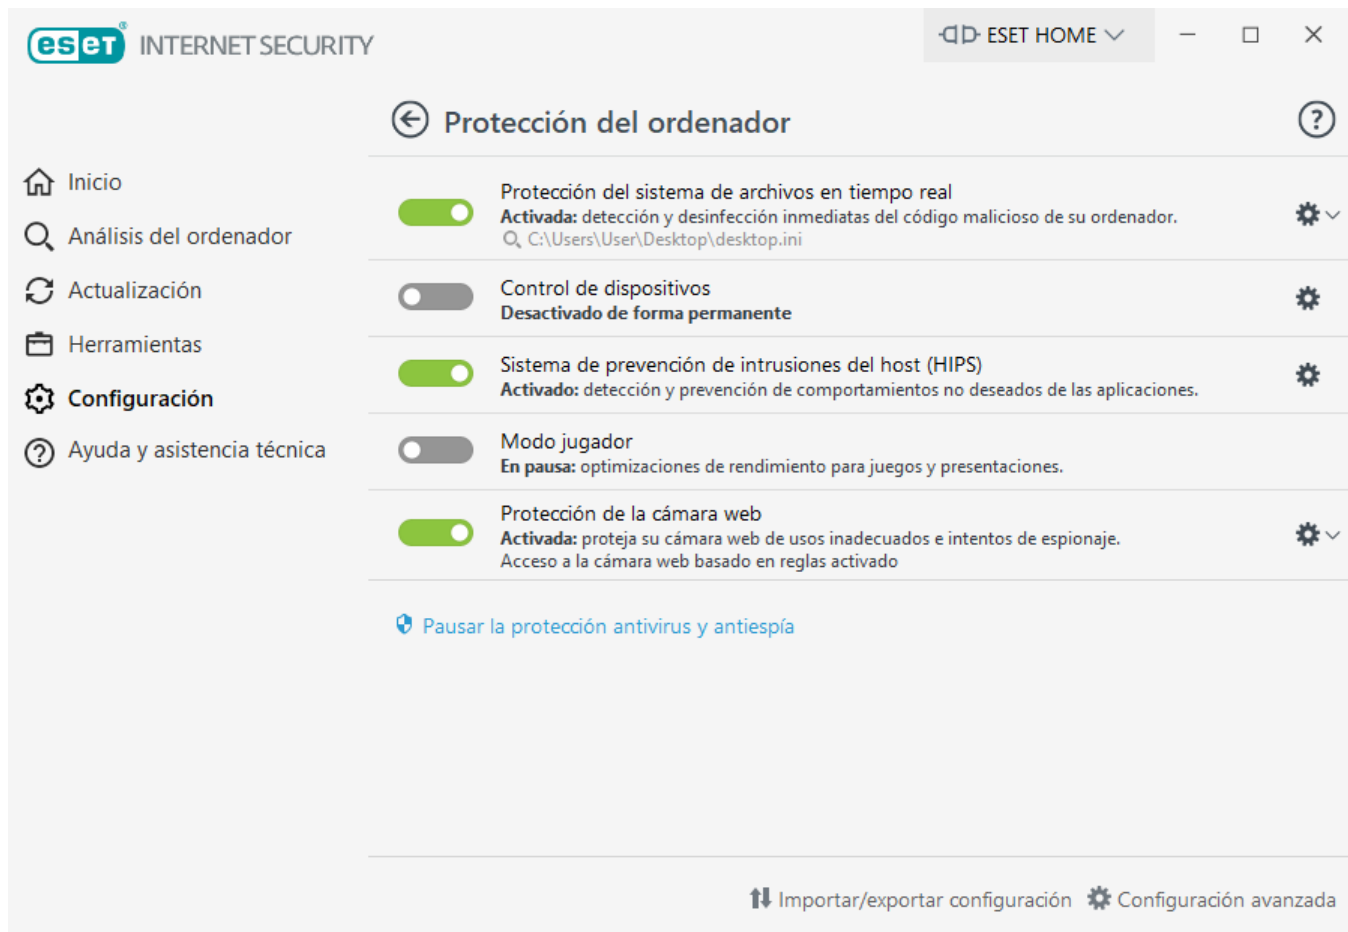 eset® INTERNET SECURITY
ESET HOME
Protección del ordenador
?
Inicio
Análisis del ordenador
Actualización
Herramientas
Configuración
Ayuda y asistencia técnica
Protección del sistema de archivos en tiempo real
Activada: detección y desinfección inmediatas del código malicioso de su ordenador.
C:\Users\User\Desktop\desktop.ini
Control de dispositivos
Desactivado de forma permanente
Sistema de prevención de intrusiones del host (HIPS)
Activado: detección y prevención de comportamientos no deseados de las aplicaciones.
Modo jugador
En pausa: optimizaciones de rendimiento para juegos y presentaciones.
Protección de la cámara web
Activada: proteja su cámara web de usos inadecuados e intentos de espionaje.
Acceso a la cámara web basado en reglas activado
Pausar la protección antivirus y antiespía
Importar/exportar configuración
Configuración avanzada